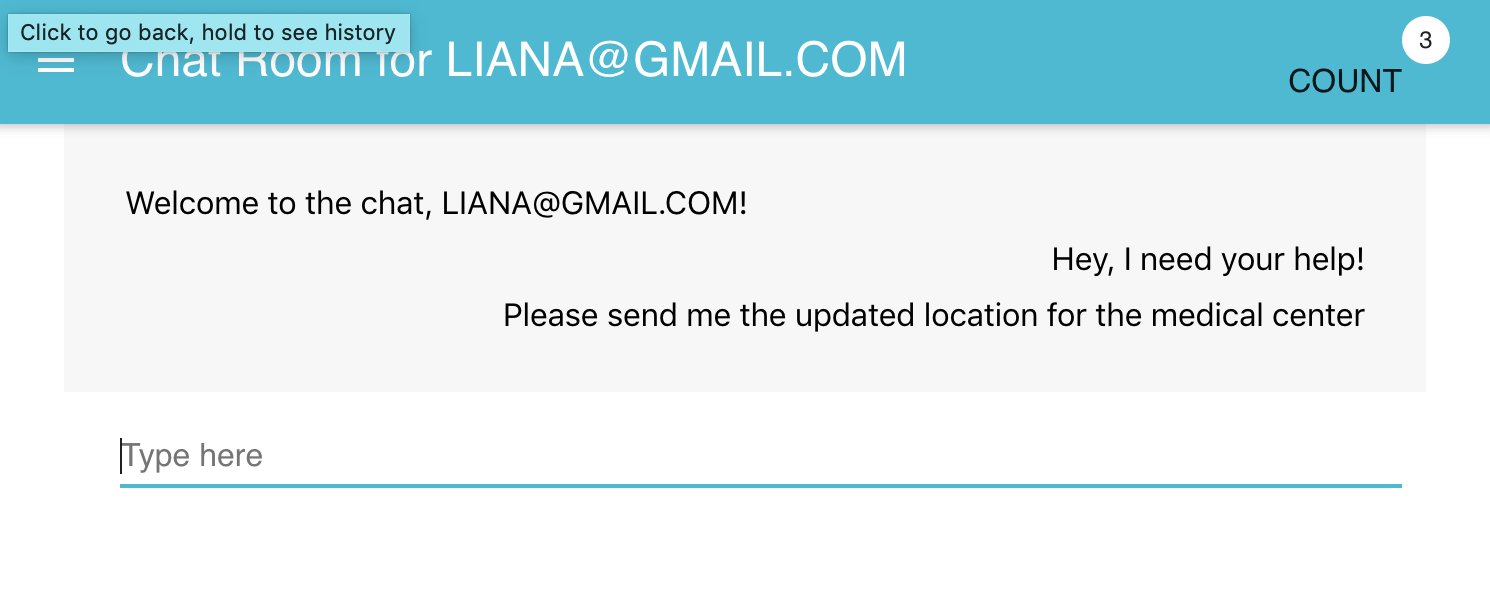 Click to go back, hold to see history
Chat Room for LIANA@GMAIL.COM
3
COUNT
Welcome to the chat, LIANA@GMAIL.COM!
Hey, I need your help!
Please send me the updated location for the medical center
Type here